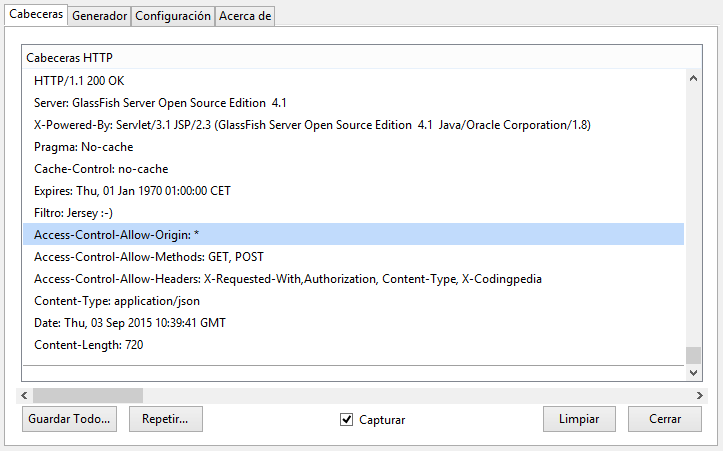 Cabeceras Generador Configuración Acerca de
Cabeceras HTTP
HTTP/1.1 200 OK
Server: GlassFish Server Open Source Edition  4.1
X-Powered-By: Servlet/3.1 JSP/2.3 (GlassFish Server Open Source Edition  4.1  Java/Oracle Corporation/1.8)
Pragma: No-cache
Cache-Control: no-cache
Expires: Thu, 01 Jan 1970 01:00:00 CET
Filtro: Jersey :-)
Access-Control-Allow-Origin: *
Access-Control-Allow-Methods: GET, POST
Access-Control-Allow-Headers: X-Requested-With,Authorization, Content-Type, X-Codingpedia
Content-Type: application/json
Date: Thu, 03 Sep 2015 10:39:41 GMT
Content-Length: 720
Guardar Todo... Repetir... Capturar Limpiar Cerrar